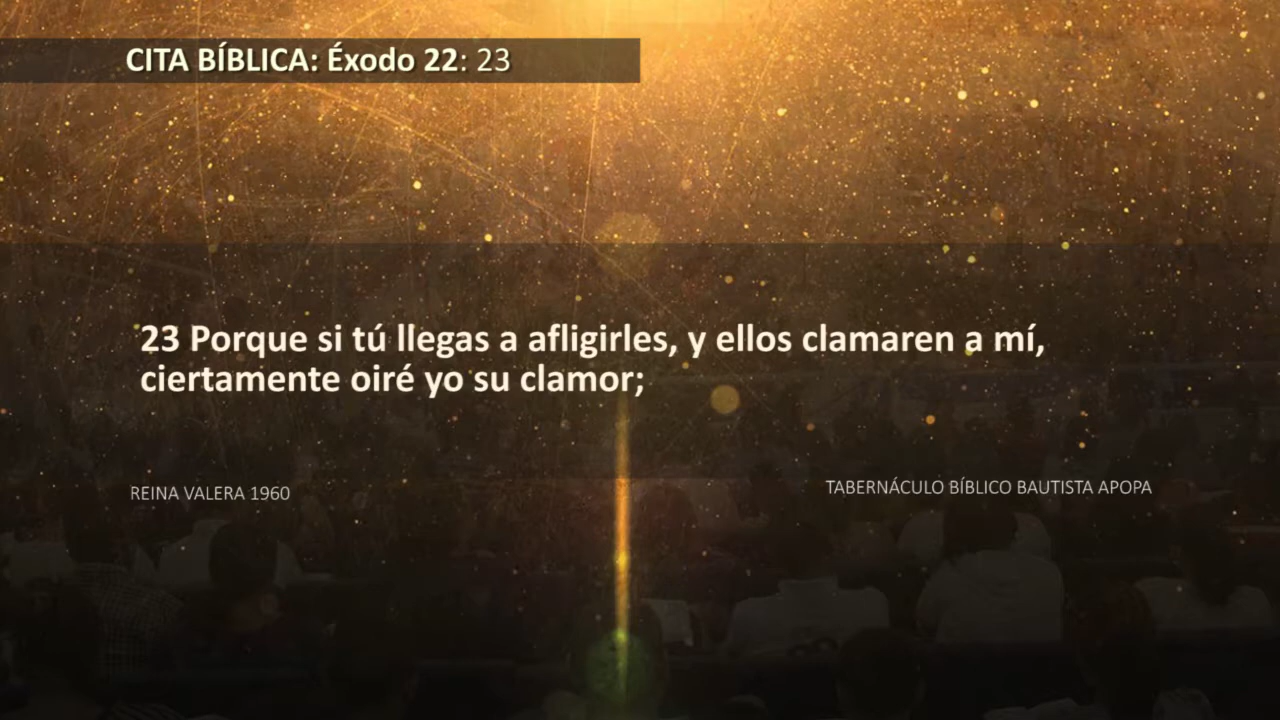 CITA BÍBLICA: Éxodo 22: 23
23 Porque si tú llegas a afligirles, y ellos clamaren a mí,
ciertamente oiré yo su clamor;
REINA VALERA 1960
TABERNÁCULO BÍBLICO BAUTISTA APOPA